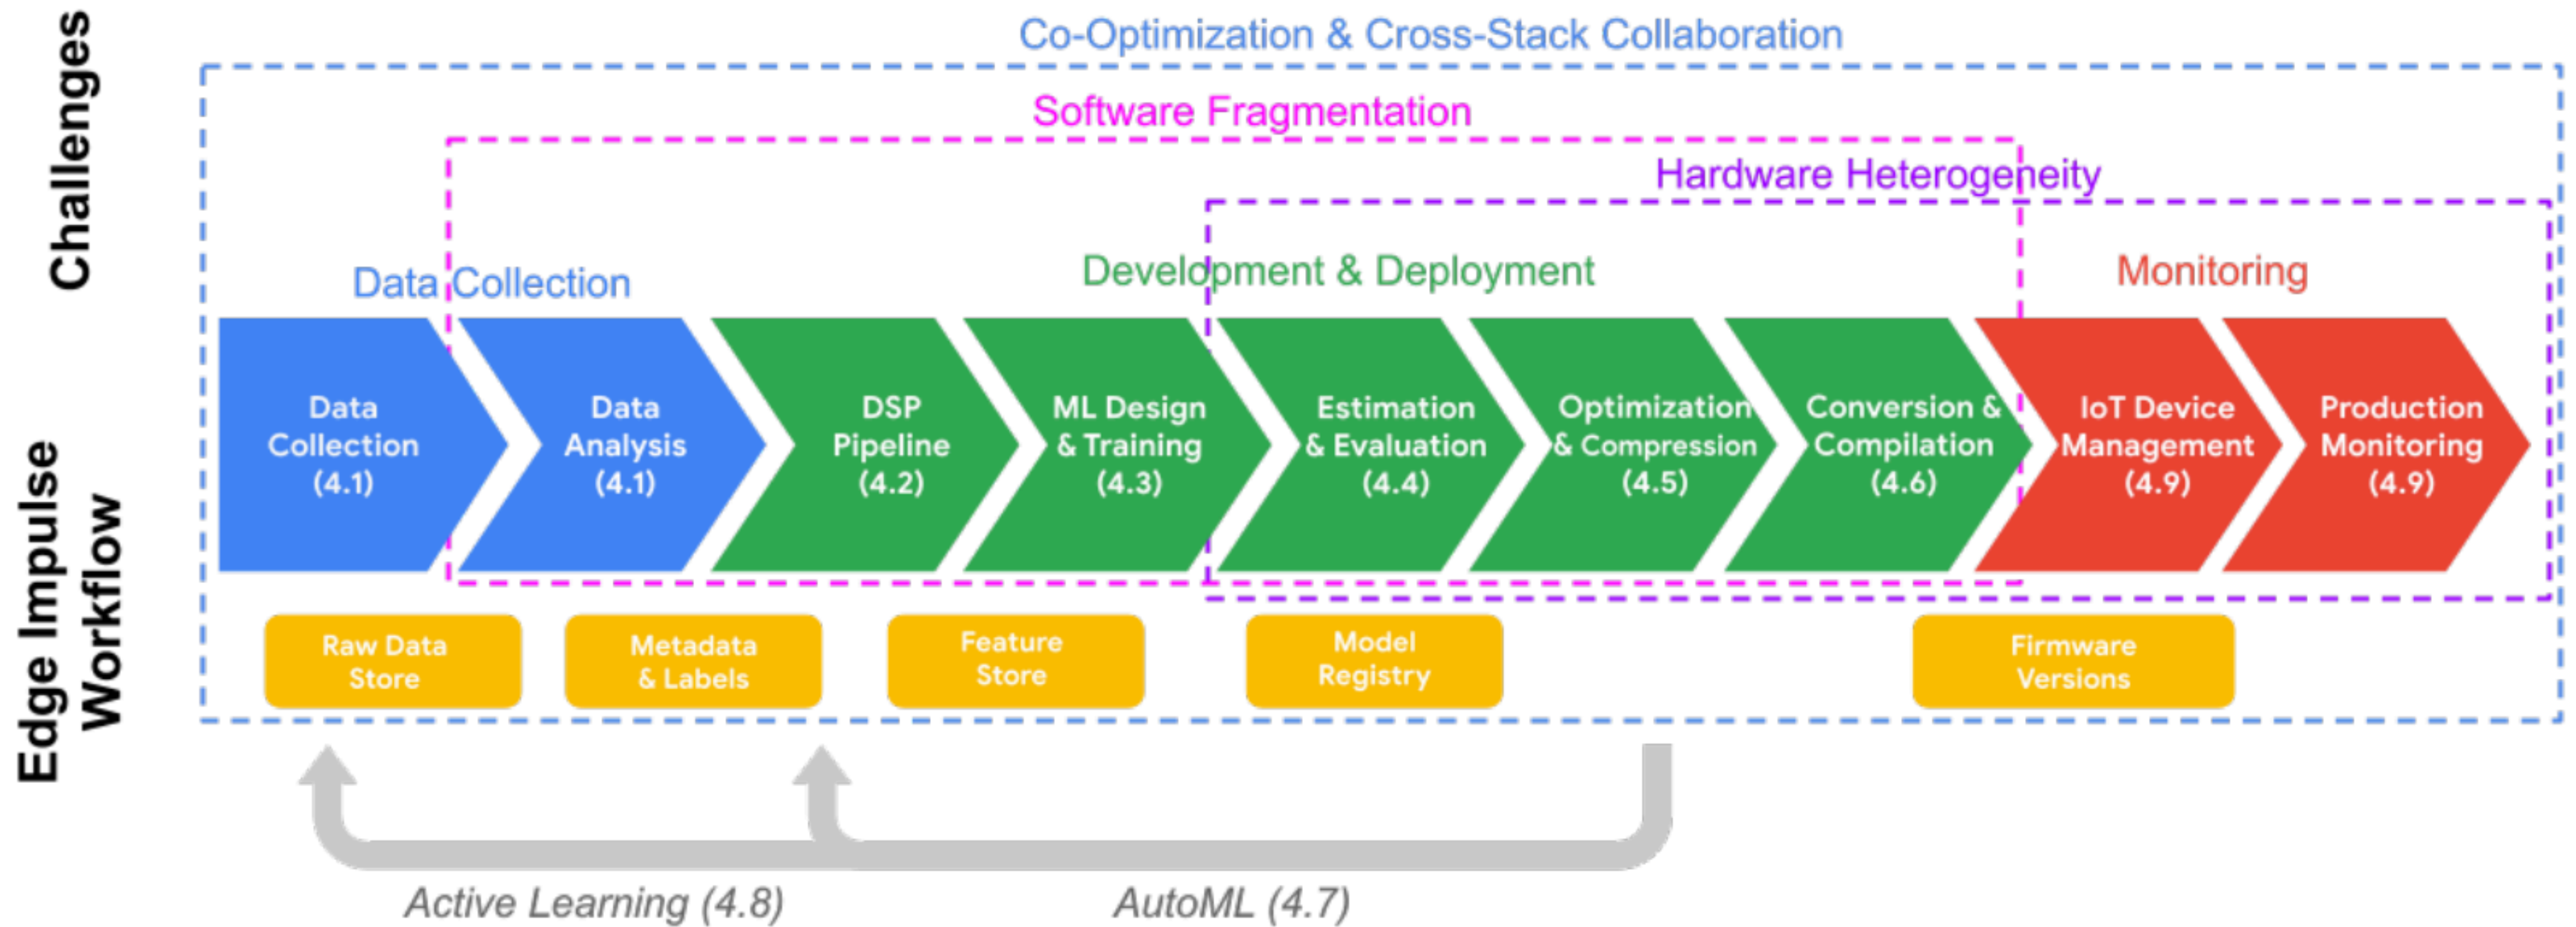 Challenges
Co-Optimization & Cross-Stack Collaboration
Software Fragmentation
Hardware Heterogeneity
Data Collection
Development & Deployment
Monitoring
Edge Impulse
Workflow
Data
Collection
(4.1)
Data
Analysis
(4.1)
DSP
Pipeline
(4.2)
ML Design
& Training
(4.3)
Estimation
& Evaluation
(4.4)
Optimization
& Compression
(4.5)
Conversion &
Compilation
(4.6)
IoT Device
Management
(4.9)
Production
Monitoring
(4.9)
Raw Data
Store
Metadata
& Labels
Feature
Store
Model
Registry
Firmware
Versions
Active Learning (4.8)
AutoML (4.7)